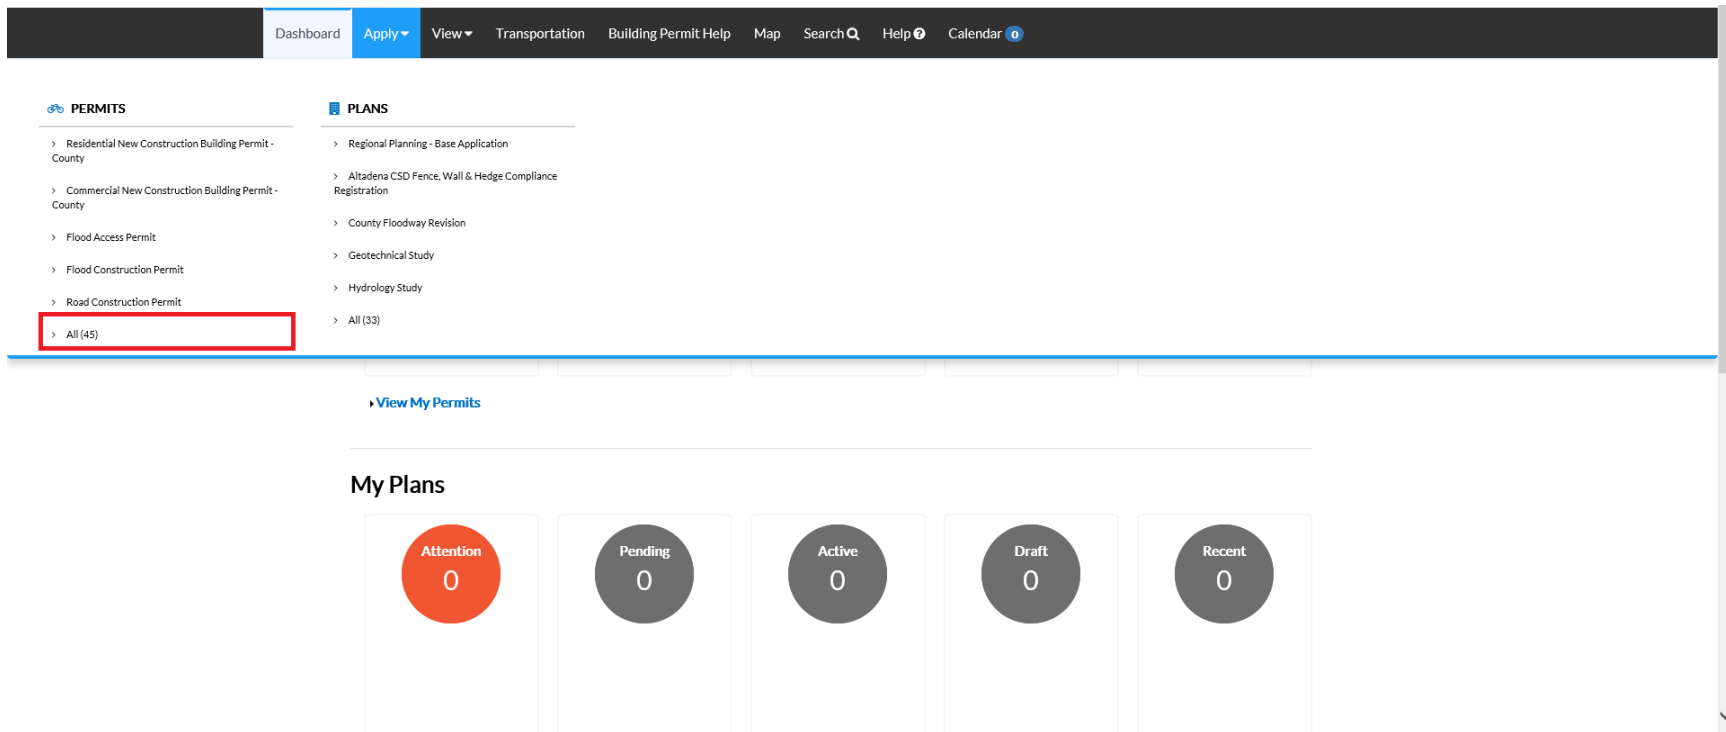 Dashboard Apply View Transportation Building Permit Help Map Search Help Calendar 0
PERMITS
Residential New Construction Building Permit -
County
Commercial New Construction Building Permit -
County
Flood Access Permit
Flood Construction Permit
Road Construction Permit
All (45)
PLANS
Regional Planning - Base Application
Altadena CSD Fence, Wall & Hedge Compliance
Registration
County Floodway Revision
Geotechnical Study
Hydrology Study
All (33)
View My Permits
My Plans
Attention
0
Pending
0
Active
0
Draft
0
Recent
0